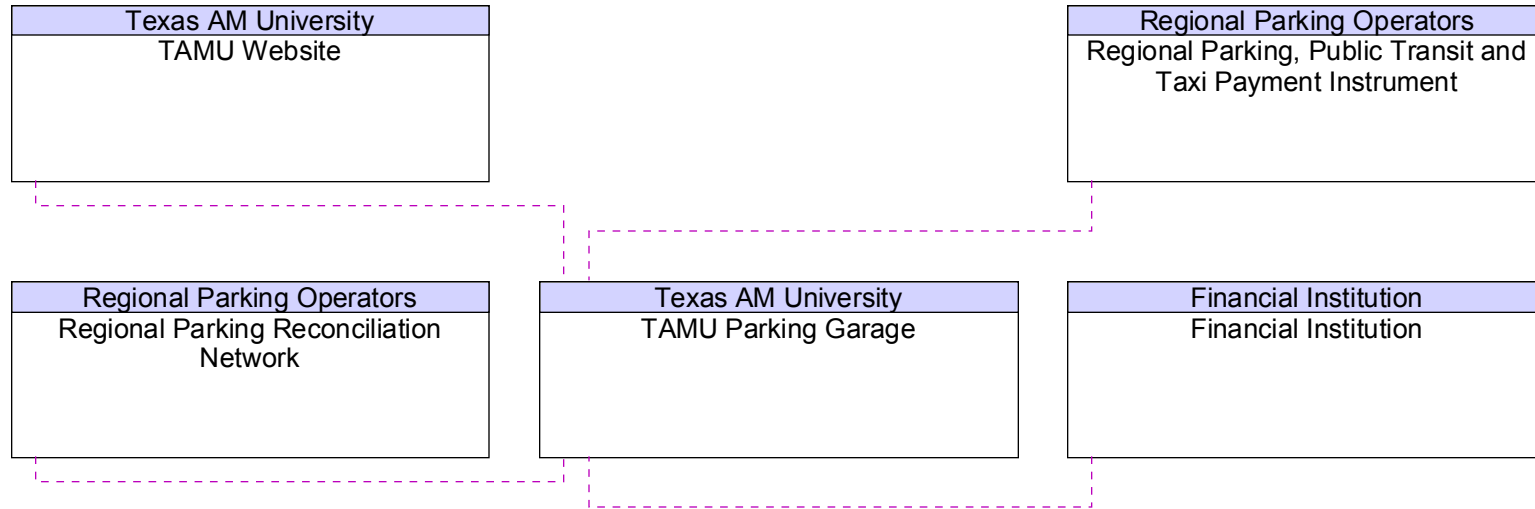 Texas AM University
TAMU Website
Regional Parking Operators
Regional Parking, Public Transit and
Taxi Payment Instrument
Regional Parking Operators
Regional Parking Reconciliation
Network
Texas AM University
TAMU Parking Garage
Financial Institution
Financial Institution